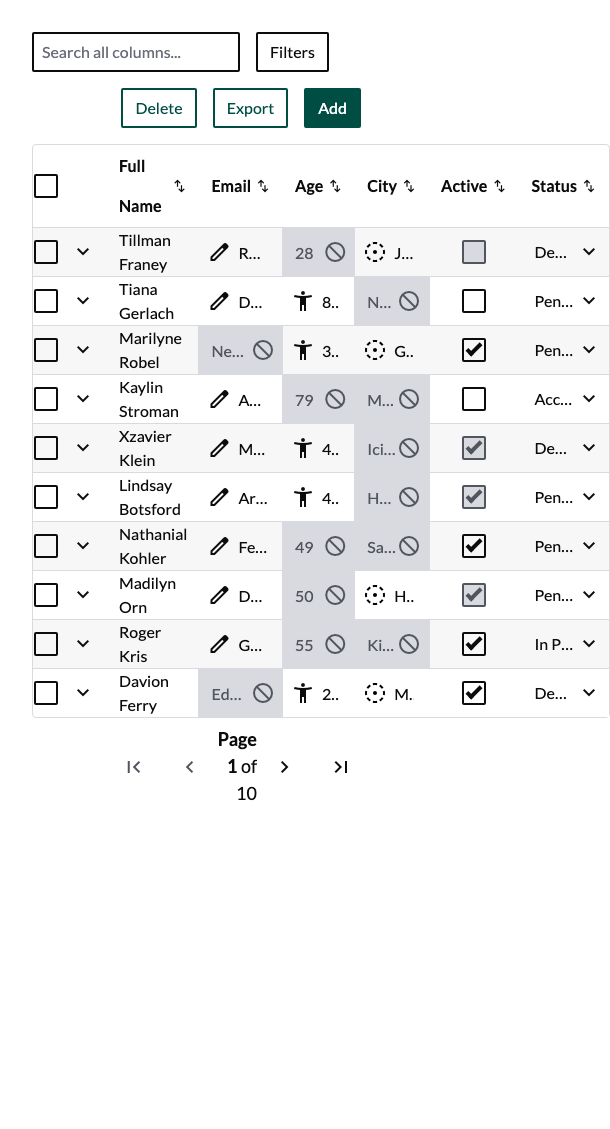 Search all columns... Filters
Delete Export Add
Full Name Email Age City Active Status
Tillman Franey R... 28 J... De...
Tiana Gerlach D... 8.. N... Pen...
Marilyne Robel Ne... 3.. G.. Pen...
Kaylin Stroman A... 79 M... Acc...
Xzavier Klein M... 4.. Ici... De...
Lindsay Botsford Ar... 4.. H... Pen...
Nathanial Kohler Fe... 49 Sa... Pen...
Madilyn Orn D... 50 H.. Pen...
Roger Kris G... 55 Ki... In P...
Davion Ferry Ed... 2.. M. De...
Page
1 of
10